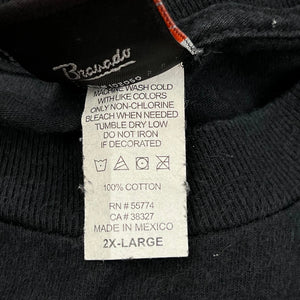 Bravado
MACHINE WASH COLD
WITH LIKE COLORS
ONLY NON-CHLORINE
BLEACH WHEN NEEDED
TUMBLE DRY LOW
DO NOT IRON
IF DECORATED
100% COTTON
RN # 55774
CA # 38327
MADE IN MEXICO
2X-LARGE